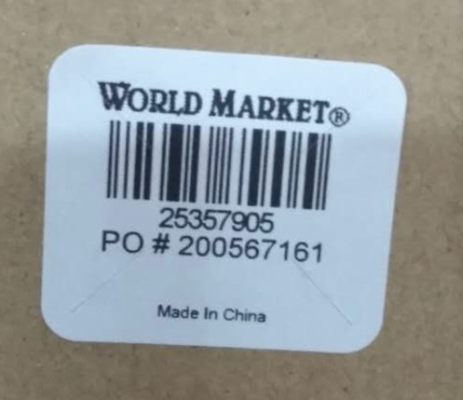 WORLD MARKET®
25357905
PO # 200567161
Made In China